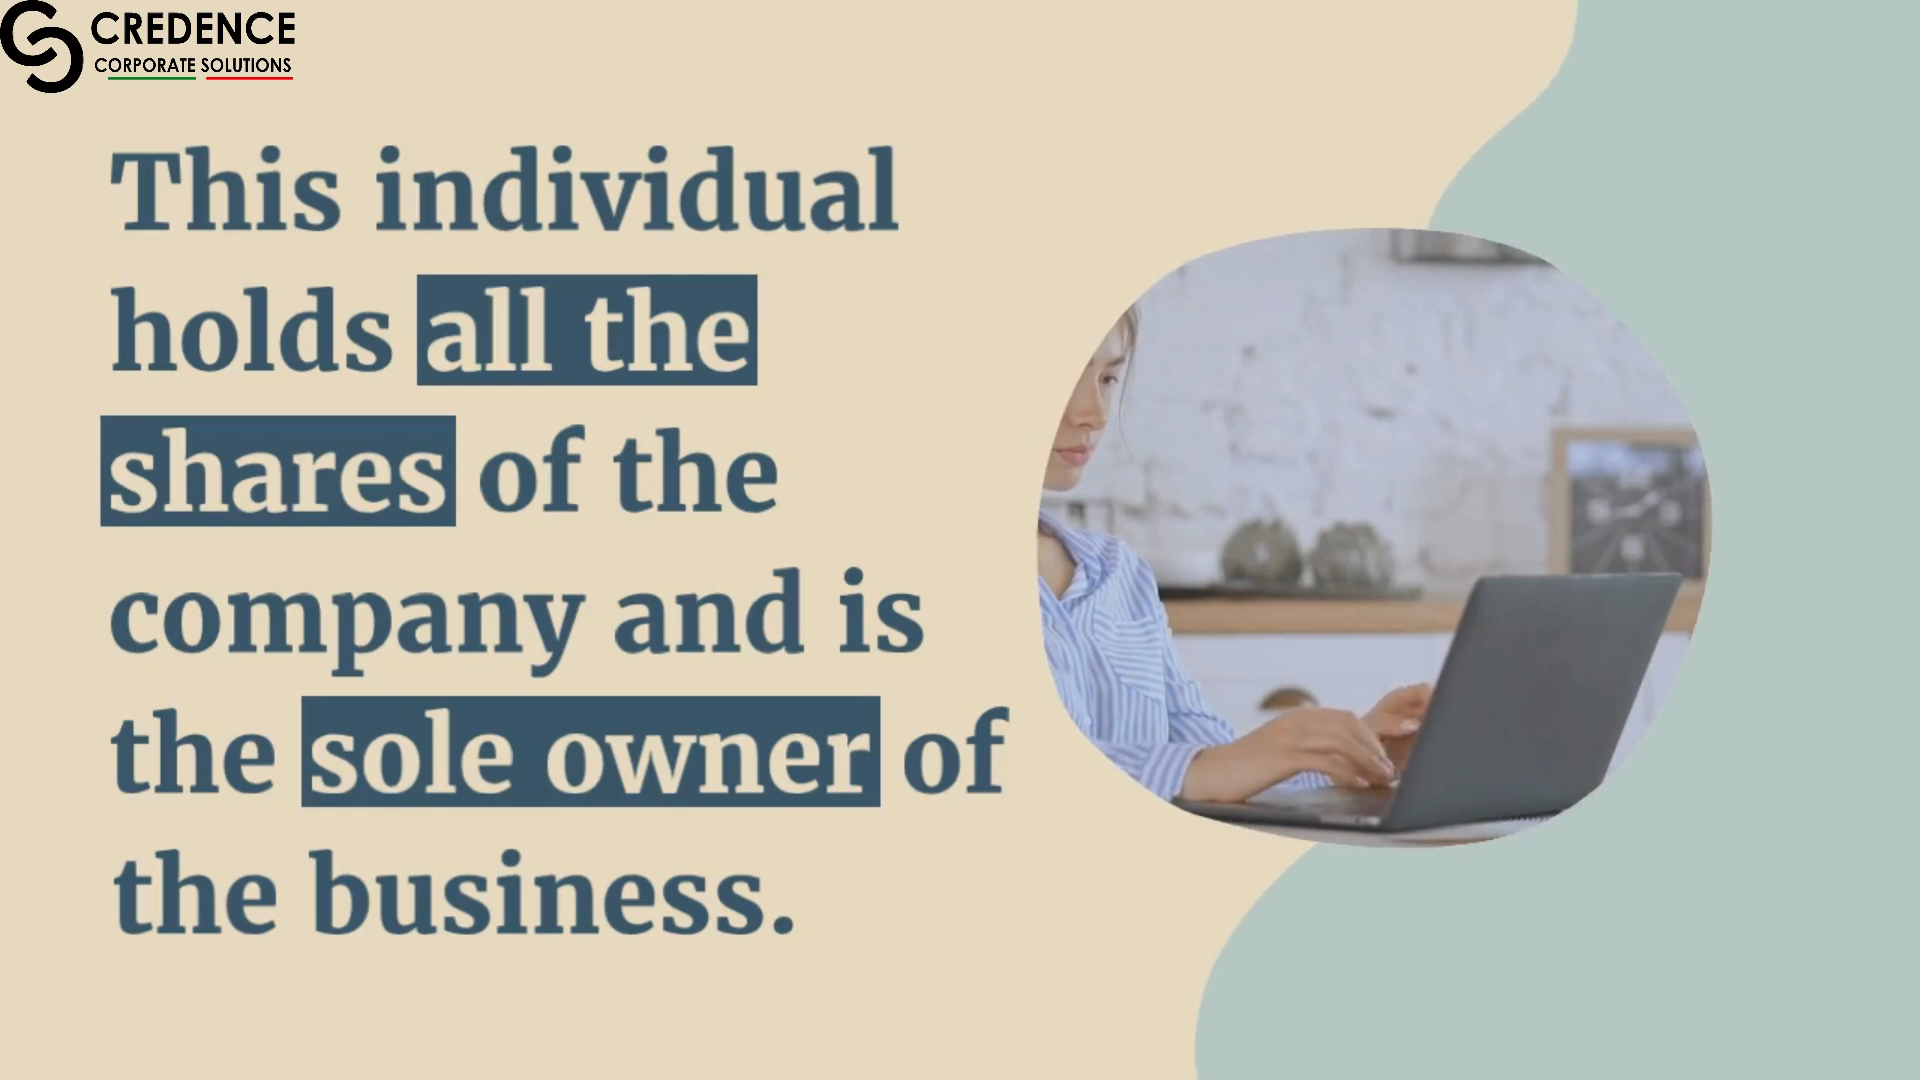 CREDENCE
CORPORATE SOLUTIONS
This individual
holds all the
shares of the
company and is
the sole owner of
the business.